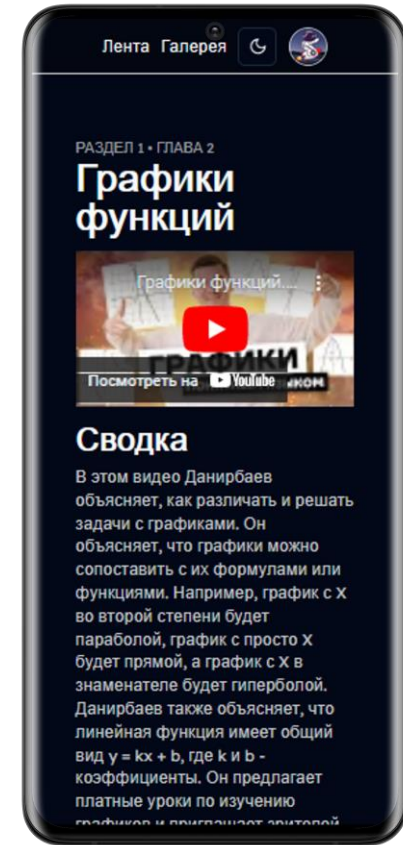 Лента Галерея
РАЗДЕЛ 1 • ГЛАВА 2
Графики
функций
Графики функций....
ГРАФИКИ
Посмотреть на YouTube
Сводка
В этом видео Данирбаев
объясняет, как различать и решать
задачи с графиками. Он
объясняет, что графики можно
сопоставить с их формулами или
функциями. Например, график с X
во второй степени будет
параболой, график с просто X
будет прямой, а график с X в
знаменателе будет гиперболой.
Данирбаев также объясняет, что
линейная функция имеет общий
вид y = kx + b, где k и b -
коэффициенты. Он предлагает
платные уроки по изучению
графиков и приглашает зрителей